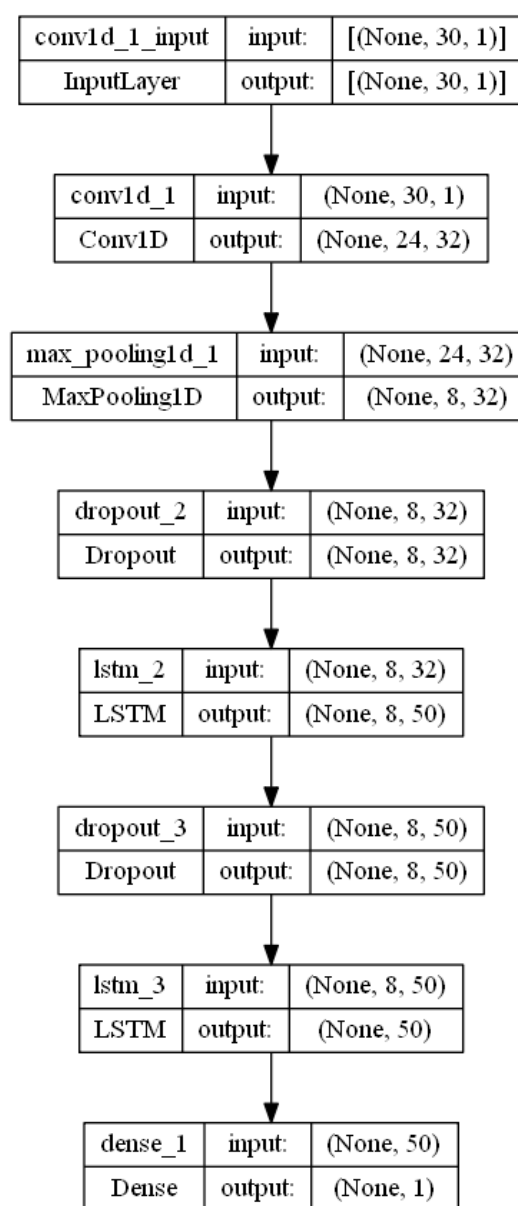 conv1d_1_input input: [(None, 30, 1)]
InputLayer output: [(None, 30, 1)]
conv1d_1 input: (None, 30, 1)
Conv1D output: (None, 24, 32)
max_pooling1d_1 input: (None, 24, 32)
MaxPooling1D output: (None, 8, 32)
dropout_2 input: (None, 8, 32)
Dropout output: (None, 8, 32)
lstm_2 input: (None, 8, 32)
LSTM output: (None, 8, 50)
dropout_3 input: (None, 8, 50)
Dropout output: (None, 8, 50)
lstm_3 input: (None, 8, 50)
LSTM output: (None, 50)
dense_1 input: (None, 50)
Dense output: (None, 1)